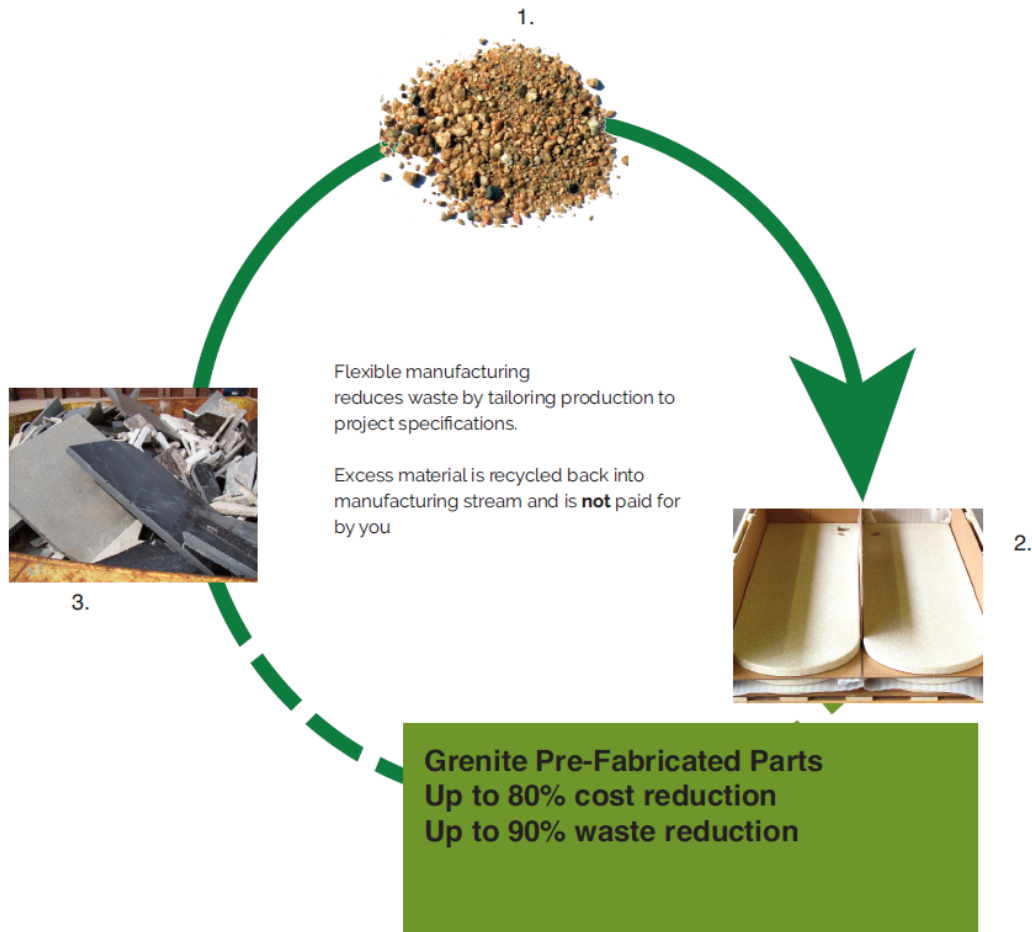 1.
Flexible manufacturing
reduces waste by tailoring production to
project specifications.
Excess material is recycled back into
manufacturing stream and is not paid for
by you
2.
3.
Grenite Pre-Fabricated Parts
Up to 80% cost reduction
Up to 90% waste reduction